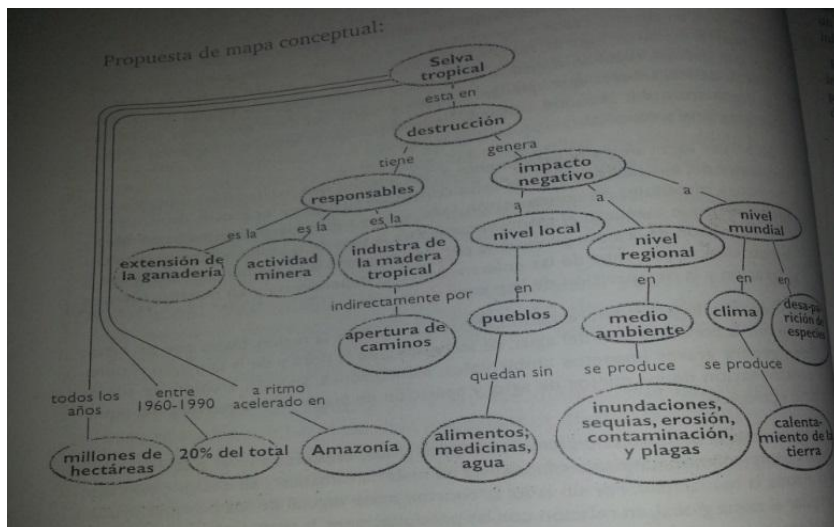 Propuesta de mapa conceptual:
Selva
tropical
esta en
destrucción
tiene
genera
responsables
impacto
negativo
es la
es la
es la
a
a
a
extensión de
la ganadería
actividad
minera
industra de
la madera
tropical
nivel local
nivel
regional
nivel
mundial
indirectamente por
en
en
en
en
apertura de
caminos
pueblos
medio
ambiente
clima
desa-pa-
rición de
especies
todos los
años
entre
1960-1990
a ritmo
acelerado en
quedan sin
se produce
se produce
millones de
hectáreas
20% del total
Amazonía
alimentos;
medicinas,
agua
inundaciones,
sequias, erosión,
contaminación,
y plagas
calenta-
miento de la
tierra